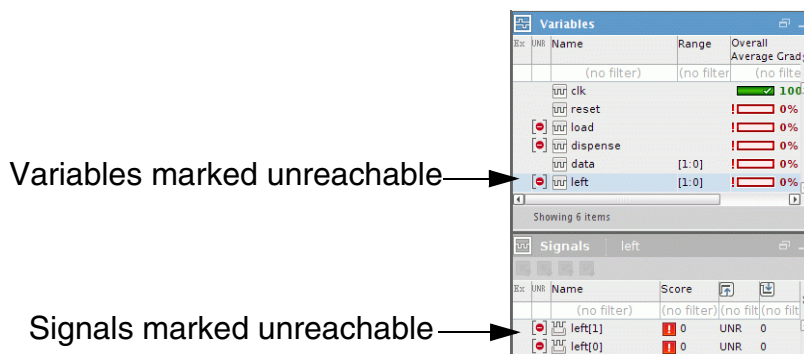 Variables
Ex UNR Name Range Overall Average Grad
(no filter) (no filter (no filte
clk 100
reset 0%
load 0%
dispense 0%
data [1:0] 0%
Variables marked unreachable
left [1:0] 0%
Showing 6 items
Signals left
Ex UNR Name Score
(no filter) (no filter) (no filt (no filt
Signals marked unreachable
left[1] ! 0 UNR 0
left[0] ! 0 UNR 0